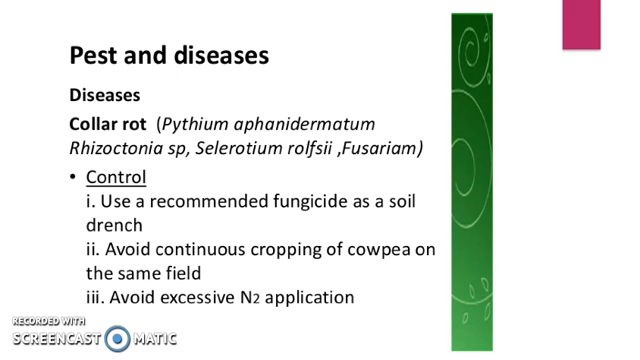 Pest and diseases
Diseases
Collar rot (Pythium aphanidermatum
Rhizoctonia sp, Selerotium rolfsii ,Fusariam)
• Control
i. Use a recommended fungicide as a soil
drench
ii. Avoid continuous cropping of cowpea on
the same field
iii. Avoid excessive N2 application
RECORDED WITH
SCREENCAST MATIC